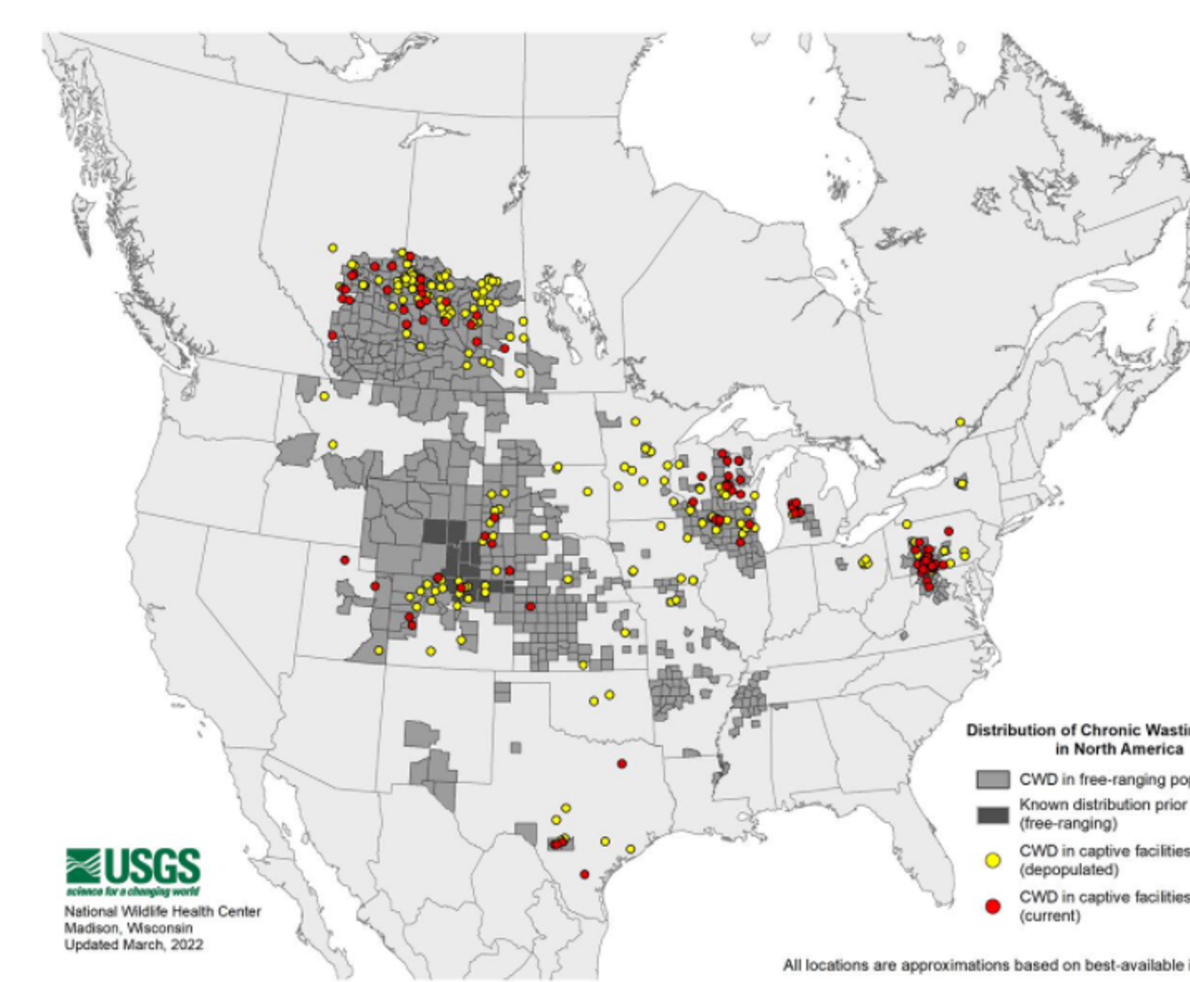 Distribution of Chronic Wasti
in North America
CWD in free-ranging pop
Known distribution prior
(free-ranging)
CWD in captive facilities
(depopulated)
CWD in captive facilities
(current)
USGS
science for a changing world
National Wildlife Health Center
Madison, Wisconsin
Updated March, 2022
All locations are approximations based on best-available i